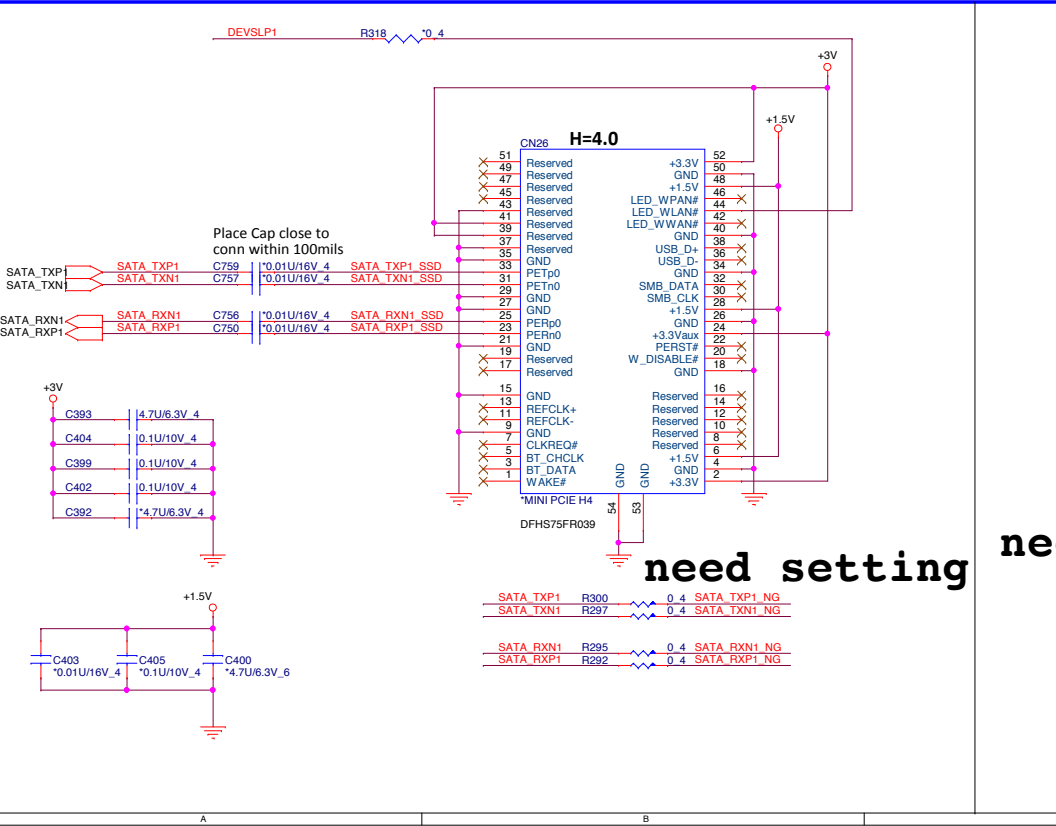 DEVSLP1 R318 *0_4
+3V
+1.5V
CN26 H=4.0
51 Reserved +3.3V 52
49 Reserved GND 50
47 Reserved +1.5V 48
45 Reserved LED_WPAN# 46
43 Reserved LED_WLAN# 44
41 Reserved LED_WWAN# 42
39 Reserved GND 40
37 Reserved USB_D+ 38
35 GND USB_D- 36
33 PETp0 GND 34
31 PETn0 SMB_DATA 32
29 GND SMB_CLK 30
27 GND +1.5V 28
25 PERp0 GND 26
23 PERn0 +3.3Vaux 24
21 GND PERST# 22
19 Reserved W_DISABLE# 20
17 Reserved GND 18
15 GND Reserved 16
13 REFCLK+ Reserved 14
11 REFCLK- Reserved 12
9 GND Reserved 10
7 CLKREQ# Reserved 8
5 BT_CHCLK +1.5V 6
3 BT_DATA GND 4
1 WAKE# +3.3V 2
GND GND
54 53
*MINI PCIE H4
DFHS75FR039
Place Cap close to
conn within 100mils
SATA_TXP1 SATA_TXP1 C759 *0.01U/16V_4 SATA_TXP1_SSD
SATA_TXN1 SATA_TXN1 C757 *0.01U/16V_4 SATA_TXN1_SSD
SATA_RXN1 SATA_RXN1 C756 *0.01U/16V_4 SATA_RXN1_SSD
SATA_RXP1 SATA_RXP1 C750 *0.01U/16V_4 SATA_RXP1_SSD
+3V
C393 4.7U/6.3V_4
C404 0.1U/10V_4
C399 0.1U/10V_4
C402 0.1U/10V_4
C392 *4.7U/6.3V_4
need setting
ne
SATA_TXP1 R300 0_4 SATA_TXP1_NG
SATA_TXN1 R297 0_4 SATA_TXN1_NG
SATA_RXN1 R295 0_4 SATA_RXN1_NG
SATA_RXP1 R292 0_4 SATA_RXP1_NG
+1.5V
C403 C405 C400
*0.01U/16V_4 *0.1U/10V_4 *4.7U/6.3V_6
A B